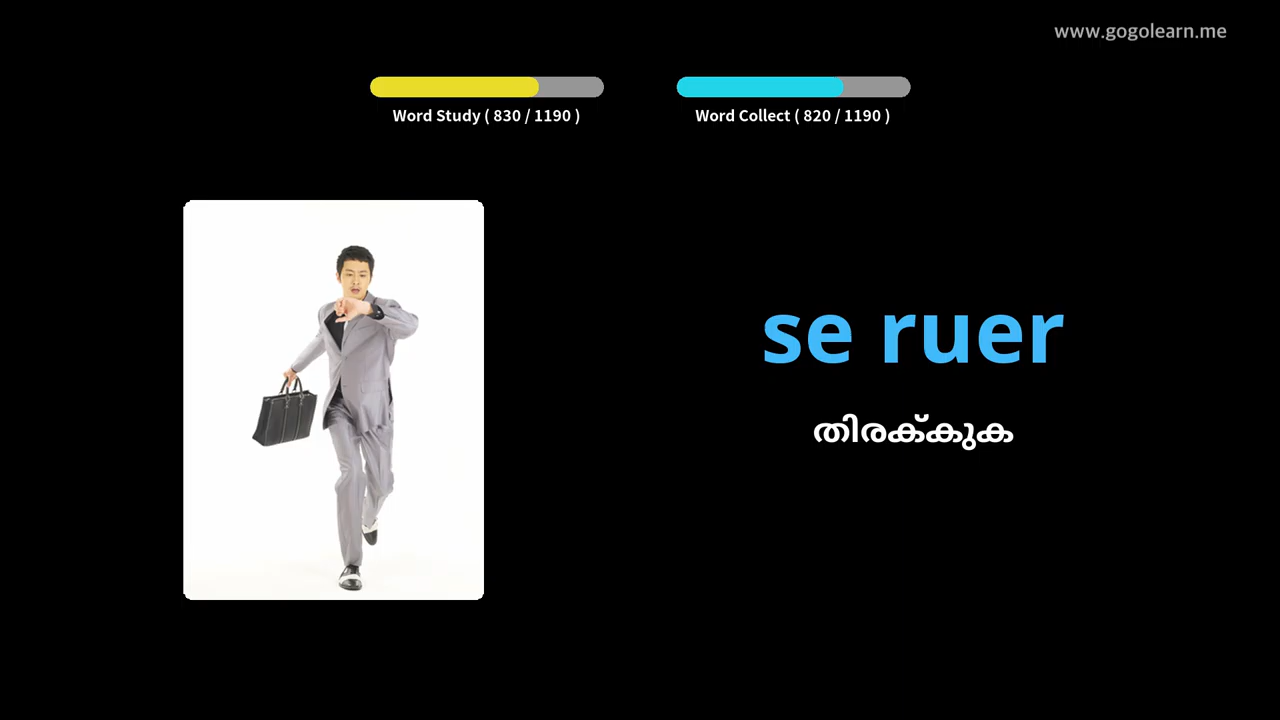 www.gogolearn.me
Word Study ( 830 / 1190 )
Word Collect ( 820 / 1190 )
se ruer
തിരക്കുക